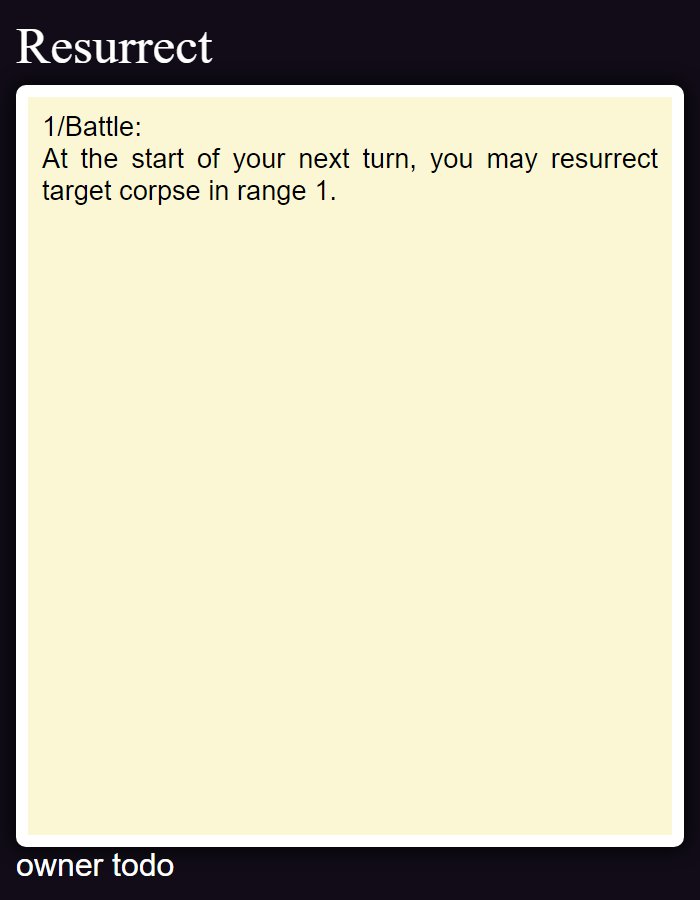 Resurrect
1/Battle:
At the start of your next turn, you may resurrect
target corpse in range 1.
owner todo